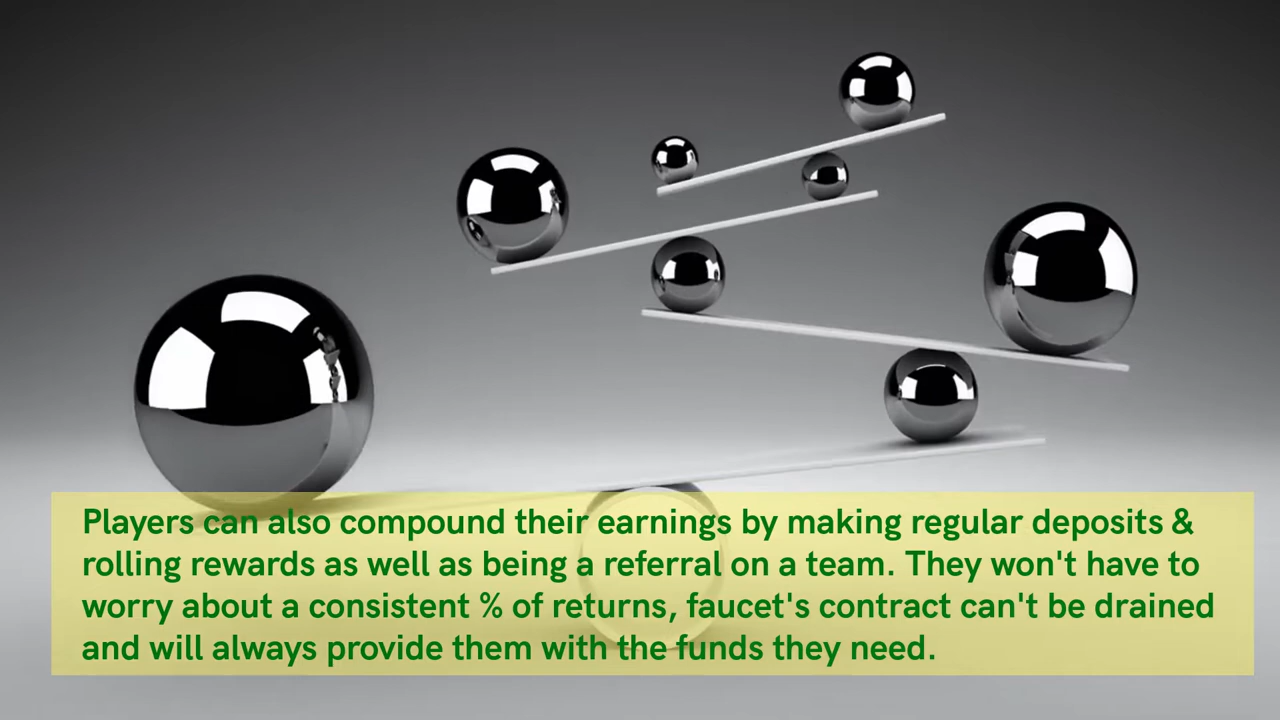 Players can also compound their earnings by making regular deposits &
rolling rewards as well as being a referral on a team. They won't have to
worry about a consistent % of returns, faucet's contract can't be drained
and will always provide them with the funds they need.